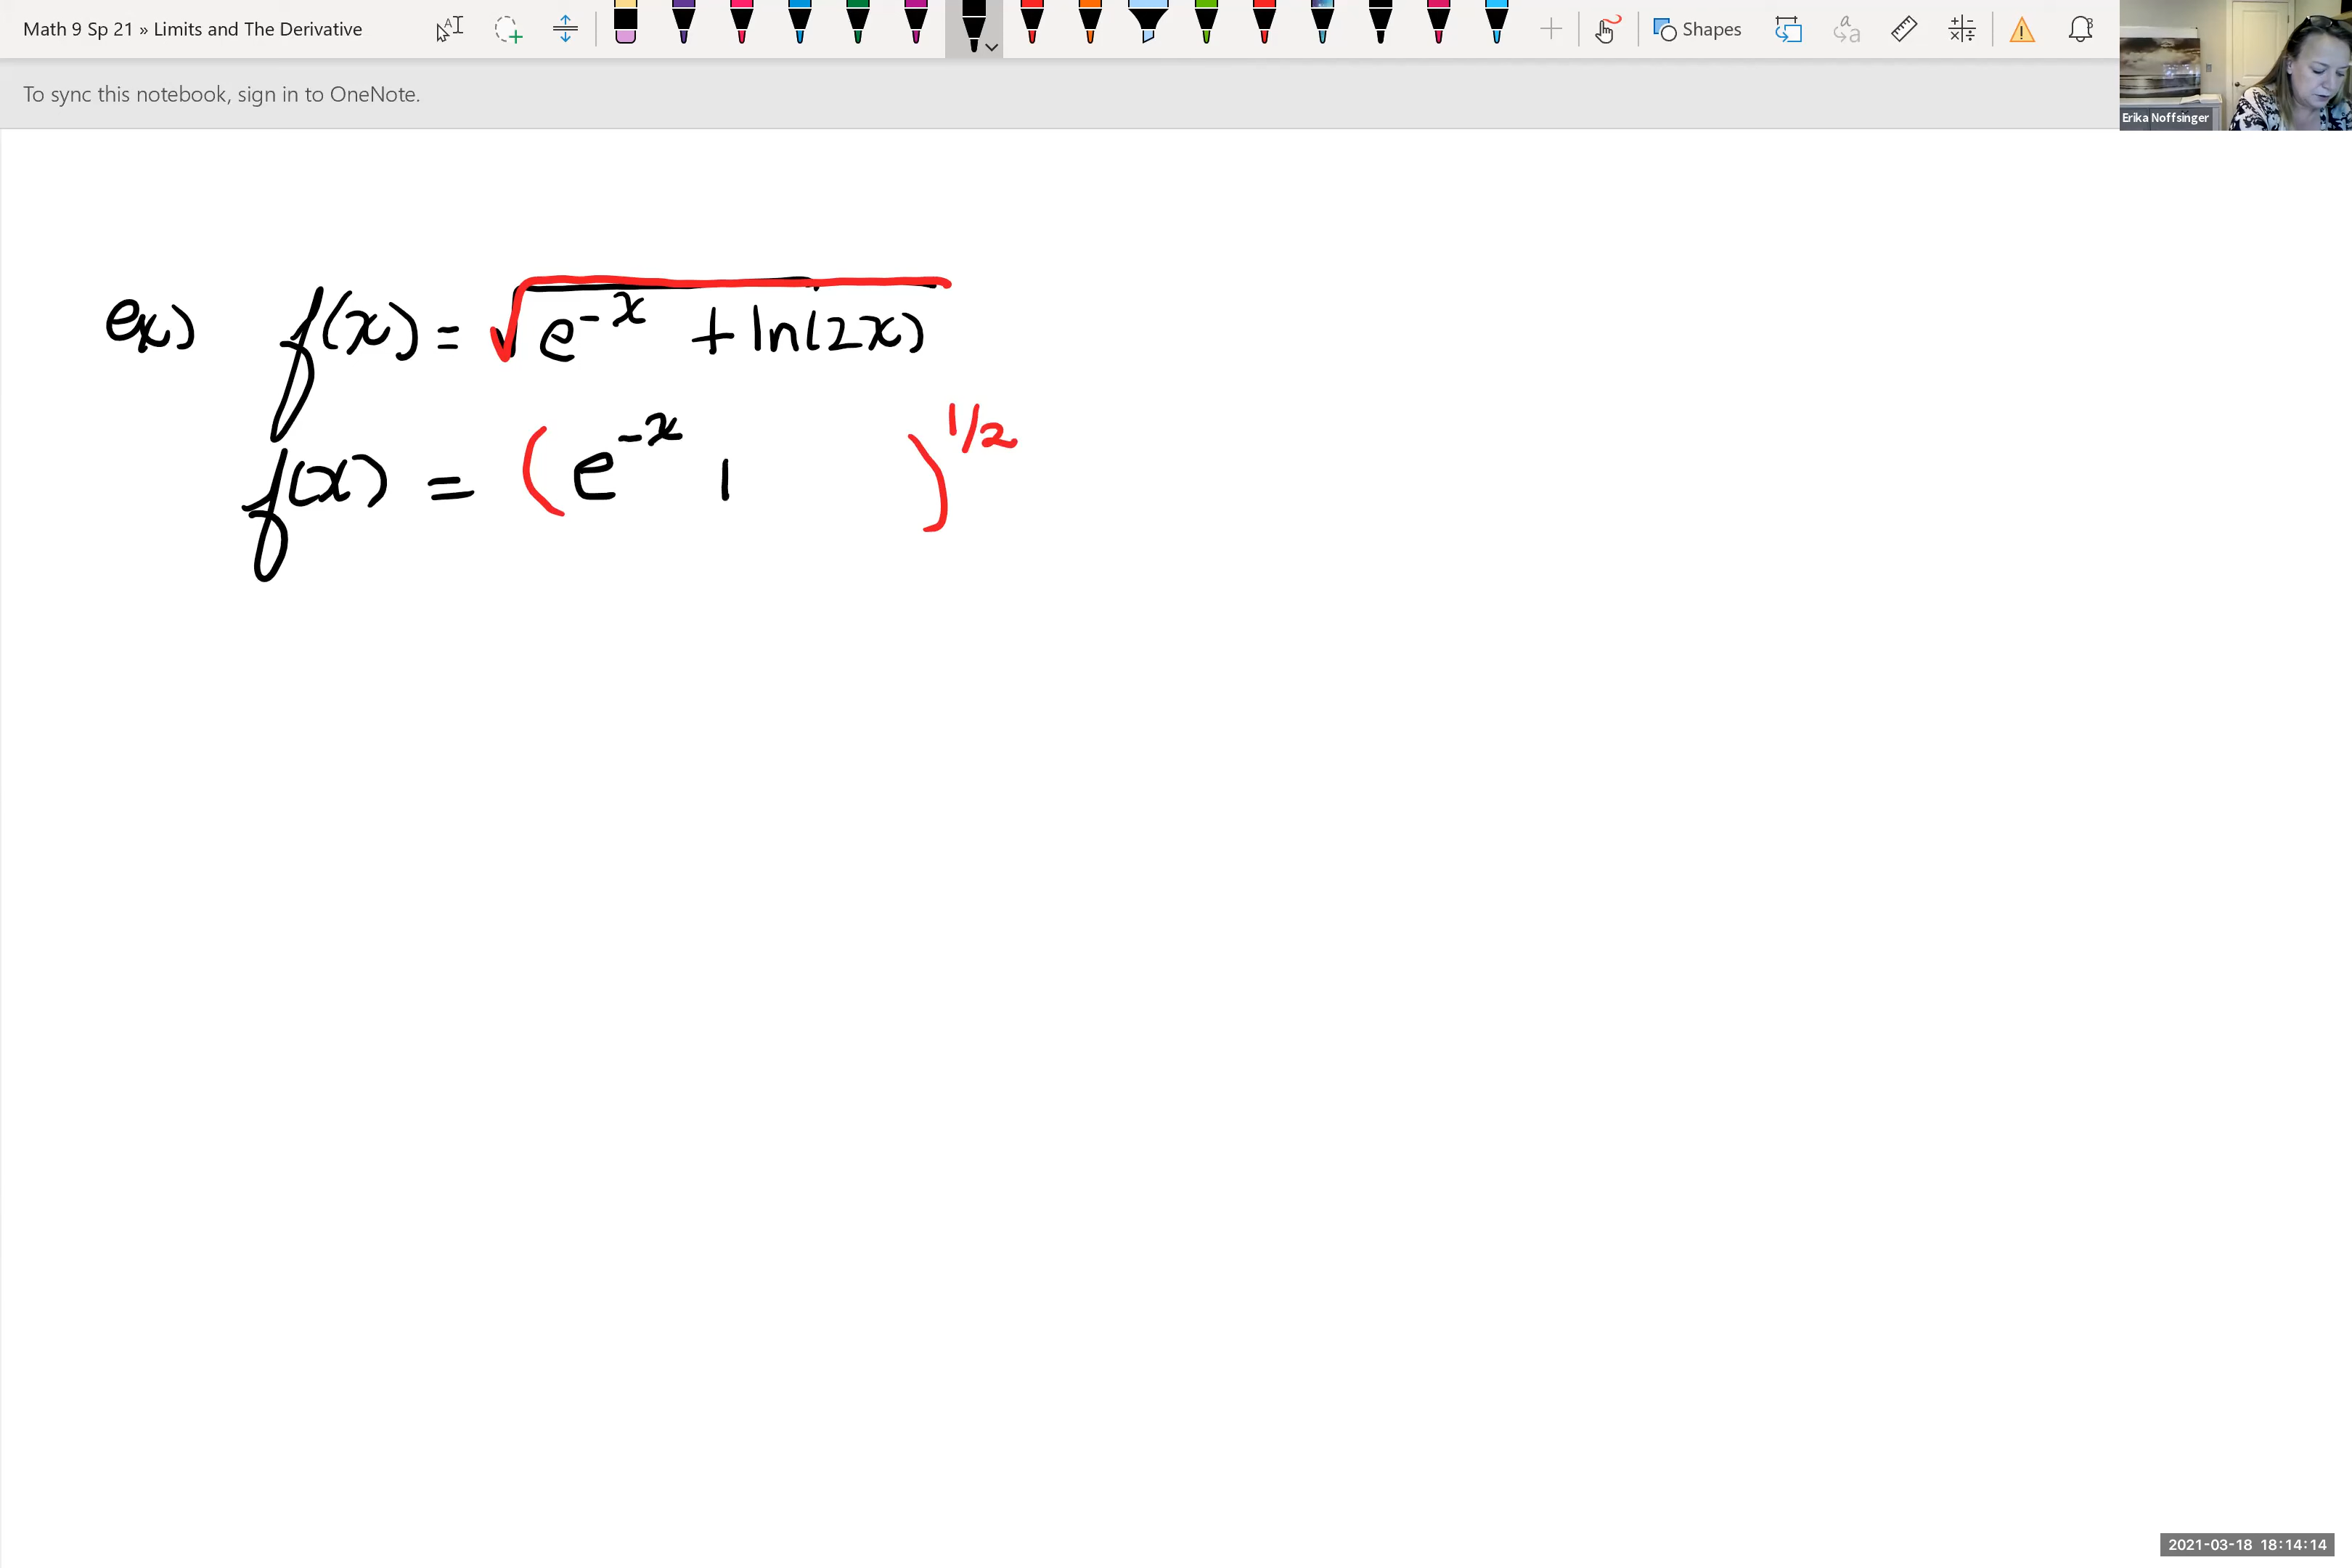 Math 9 Sp 21 » Limits and The Derivative
Shapes
To sync this notebook, sign in to OneNote.
Erika Noffsinger
ex) f(x) = √(e^{-x} + ln(2x))
f(x) = (e^{-x} | )^{1/2}
2021-03-18 18:14:14